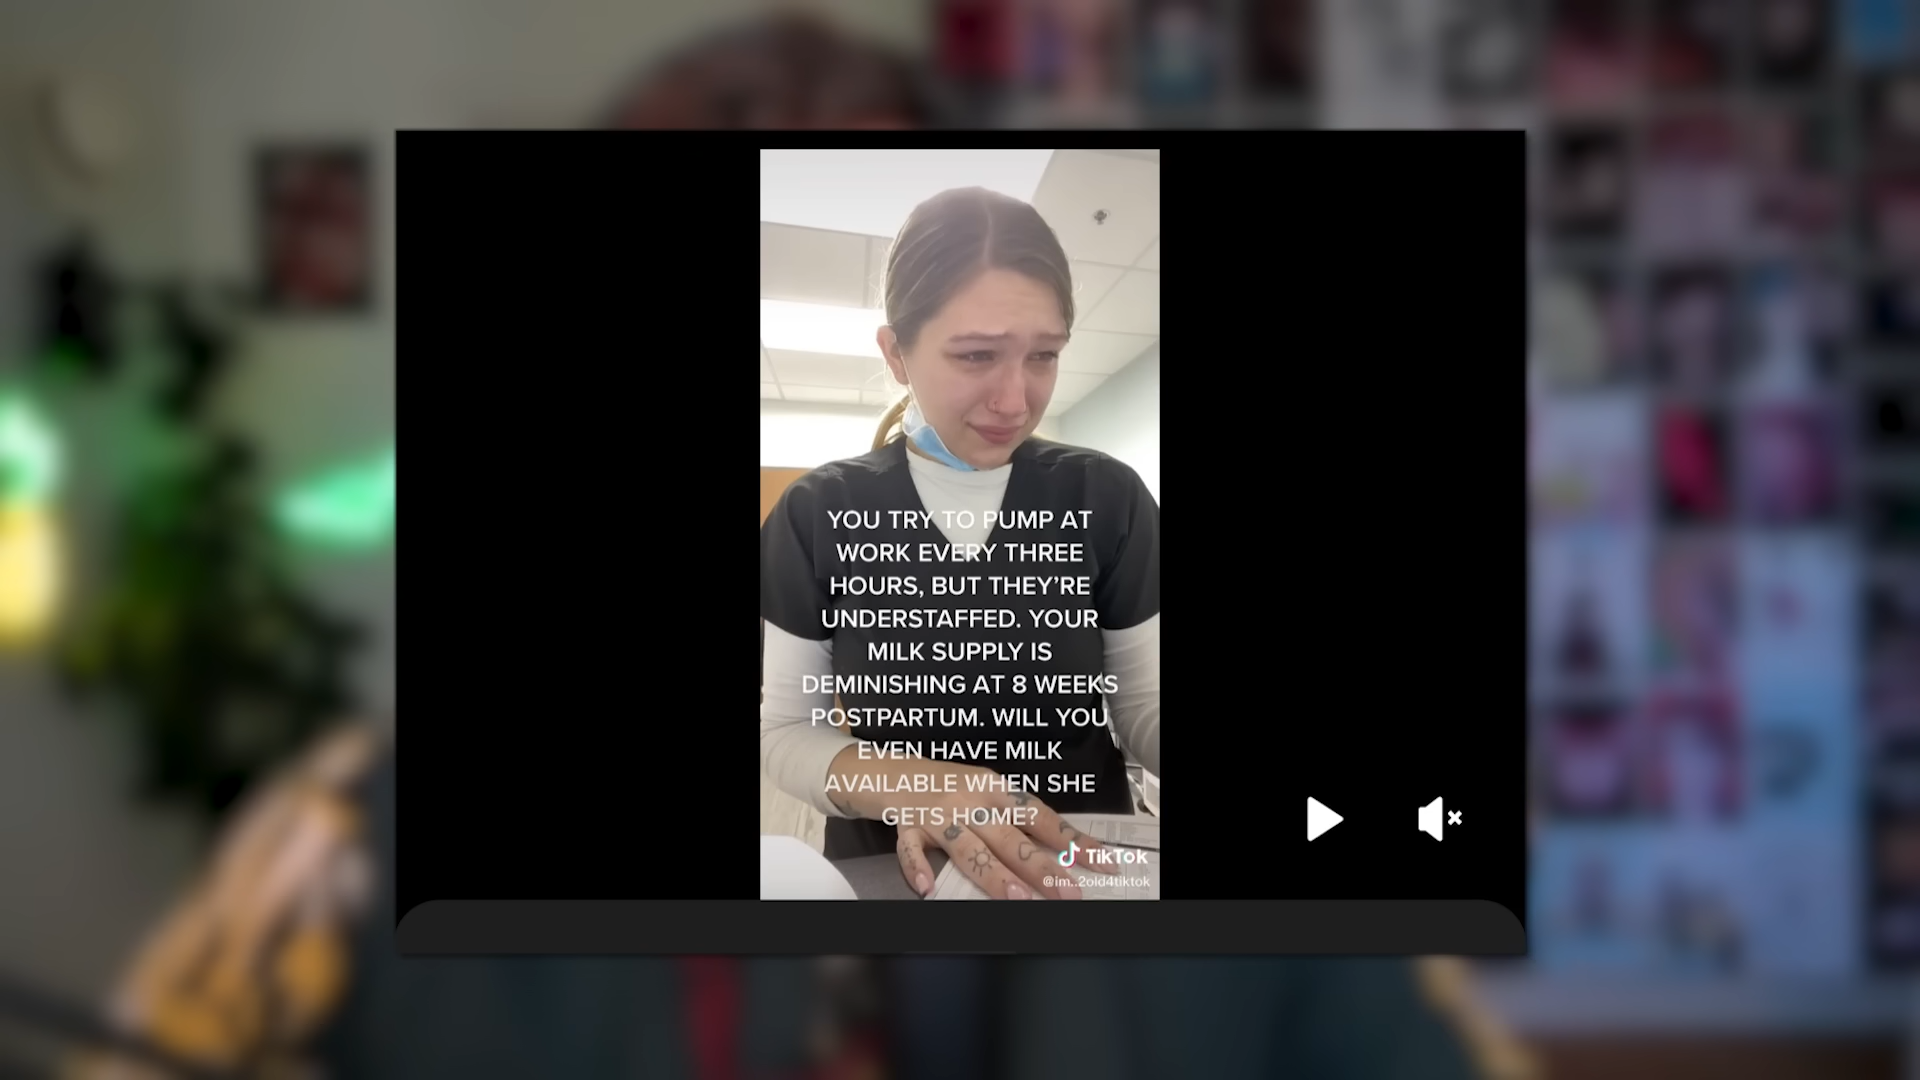 YOU TRY TO PUMP AT
WORK EVERY THREE
HOURS, BUT THEY'RE
UNDERSTAFFED. YOUR
MILK SUPPLY IS
DEMINISHING AT 8 WEEKS
POSTPARTUM. WILL YOU
EVEN HAVE MILK
AVAILABLE WHEN SHE
GETS HOME?
TikTok
@im..2old4tiktok